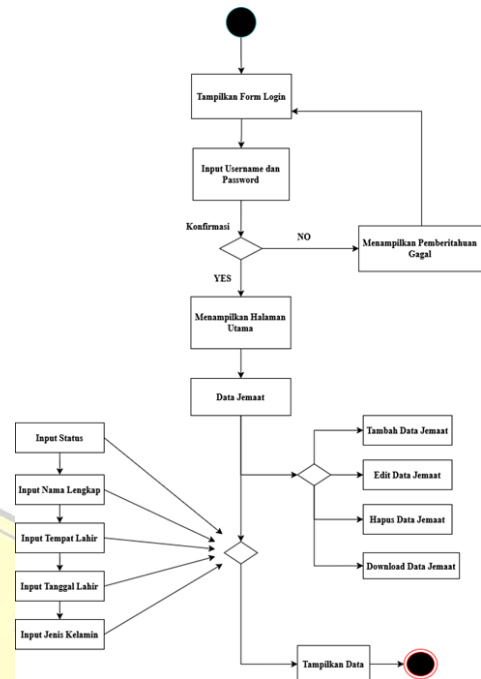 Tampilkan Form Login
Input Username dan
Password
Konfirmasi
NO
Menampilkan Pemberitahuan
Gagal
YES
Menampilkan Halaman
Utama
Data Jemaat
Input Status
Input Nama Lengkap
Input Tempat Lahir
Input Tanggal Lahir
Input Jenis Kelamin
Tambah Data Jemaat
Edit Data Jemaat
Hapus Data Jemaat
Download Data Jemaat
Tampilkan Data